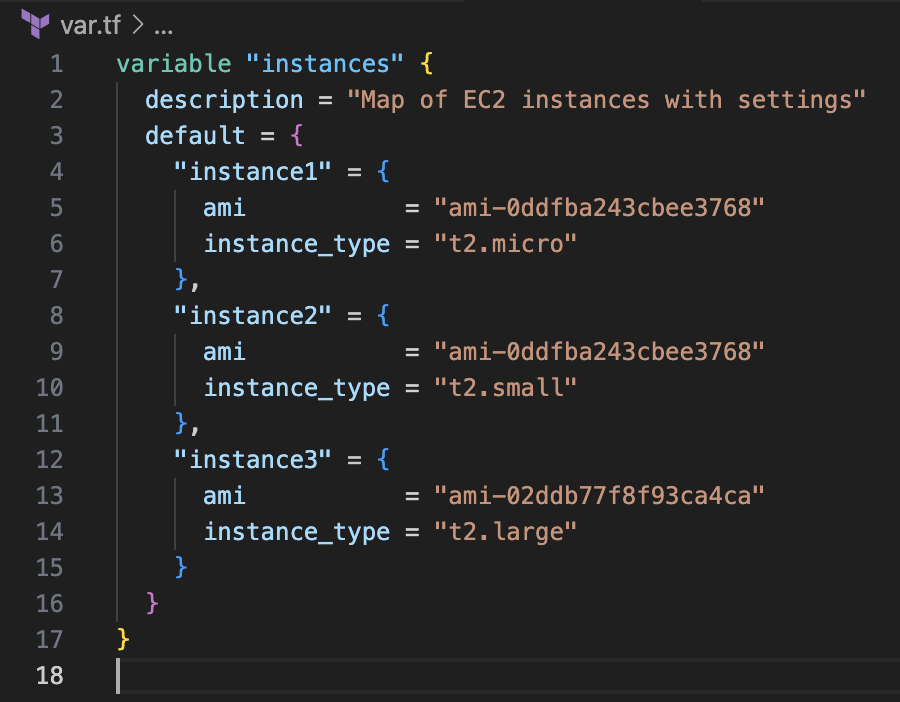 var.tf > ...
1 variable "instances" {
2   description = "Map of EC2 instances with settings"
3   default = {
4     "instance1" = {
5       ami           = "ami-0ddfba243cbee3768"
6       instance_type = "t2.micro"
7     },
8     "instance2" = {
9       ami           = "ami-0ddfba243cbee3768"
10       instance_type = "t2.small"
11     },
12     "instance3" = {
13       ami           = "ami-02ddb77f8f93ca4ca"
14       instance_type = "t2.large"
15     }
16   }
17 }
18